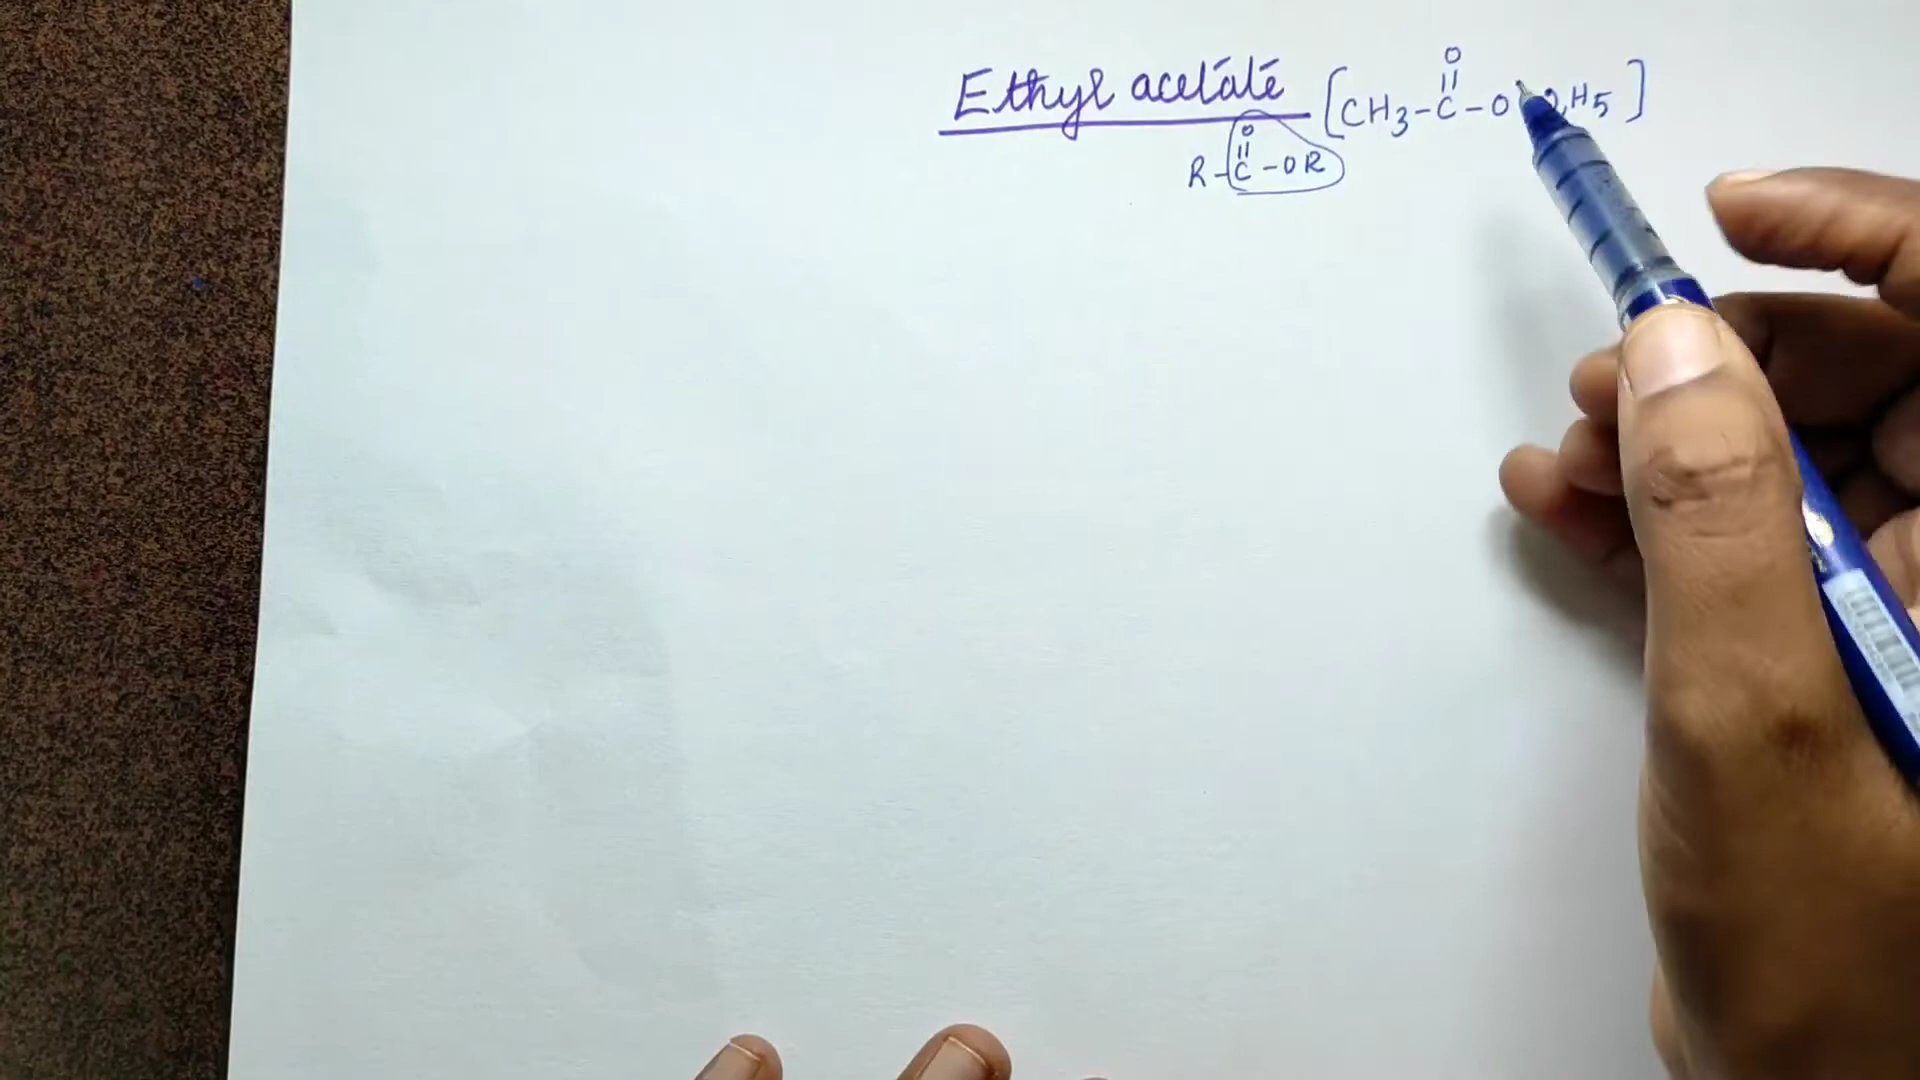 Ethyl acetate [CH3-C-O H5]
O
||
R-C-OR
O
||